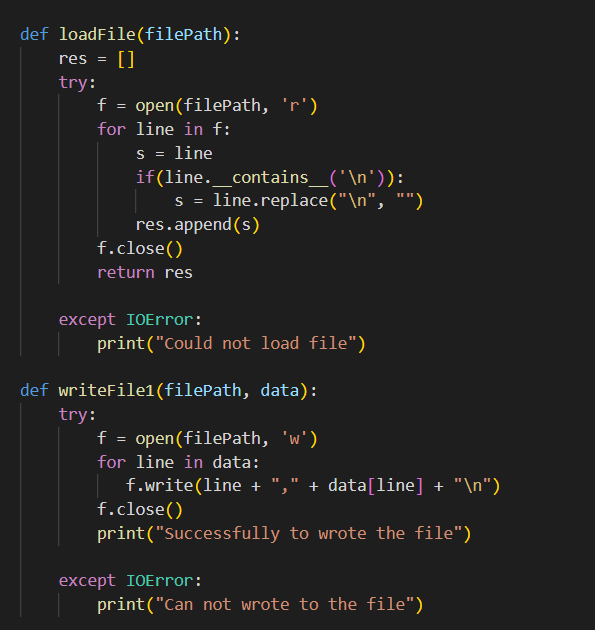 def loadFile(filePath):
    res = []
    try:
        f = open(filePath, 'r')
        for line in f:
            s = line
            if(line.__contains__('\n')):
                s = line.replace("\n", "")
            res.append(s)
        f.close()
        return res

    except IOError:
        print("Could not load file")

def writeFile1(filePath, data):
    try:
        f = open(filePath, 'w')
        for line in data:
           f.write(line + "," + data[line] + "\n")
        f.close()
        print("Successfully to wrote the file")

    except IOError:
        print("Can not wrote to the file")